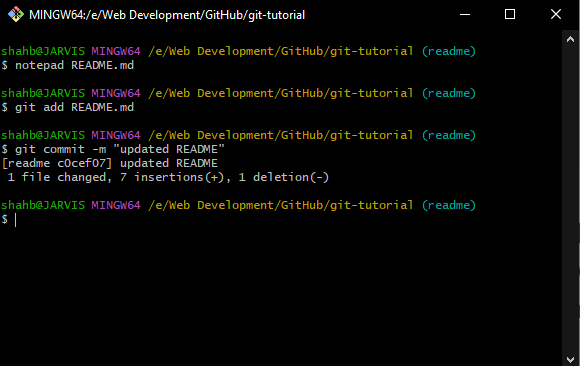 MINGW64:/e/Web Development/GitHub/git-tutorial
shahb@JARVIS MINGW64 /e/Web Development/GitHub/git-tutorial (readme)
$ notepad README.md
shahb@JARVIS MINGW64 /e/Web Development/GitHub/git-tutorial (readme)
$ git add README.md
shahb@JARVIS MINGW64 /e/Web Development/GitHub/git-tutorial (readme)
$ git commit -m "updated README"
[readme c0cef07] updated README
 1 file changed, 7 insertions(+), 1 deletion(-)
shahb@JARVIS MINGW64 /e/Web Development/GitHub/git-tutorial (readme)
$